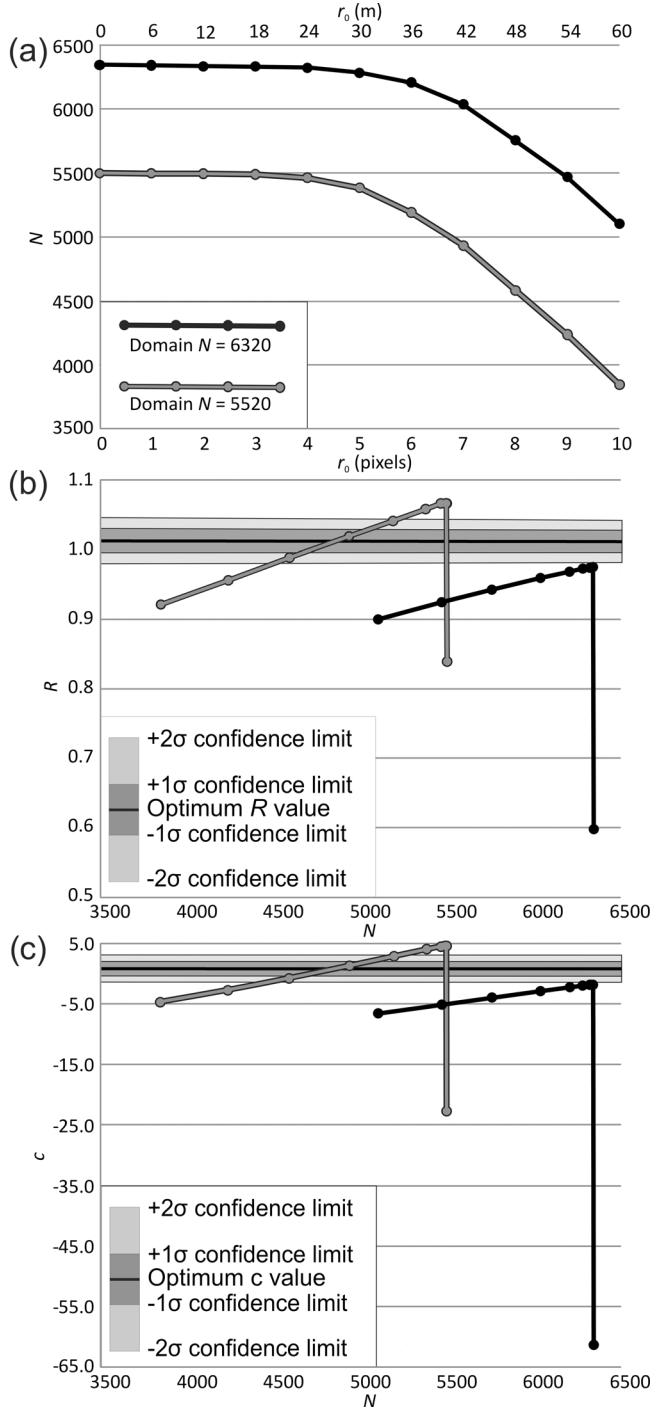 r₀ (m)
0 6 12 18 24 30 36 42 48 54 60
(a)
6500
6000
5500
5000
4500
4000
3500
N
Domain N = 6320
Domain N = 5520
0 1 2 3 4 5 6 7 8 9 10
r₀ (pixels)
(b)
1.1
1.0
0.9
0.8
0.7
0.6
0.5
R
+2σ confidence limit
+1σ confidence limit
Optimum R value
-1σ confidence limit
-2σ confidence limit
3500 4000 4500 5000 5500 6000 6500
N
(c)
5.0
-5.0
-15.0
-25.0
-35.0
-45.0
-55.0
-65.0
c
+2σ confidence limit
+1σ confidence limit
Optimum c value
-1σ confidence limit
-2σ confidence limit
3500 4000 4500 5000 5500 6000 6500
N